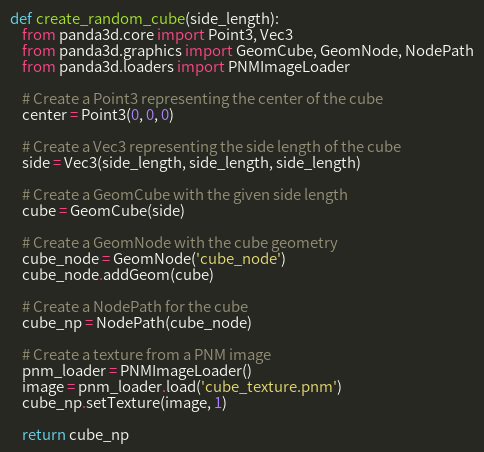 def create_random_cube(side_length):
from panda3d.core import Point3, Vec3
from panda3d.graphics import GeomCube, GeomNode, NodePath
from panda3d.loaders import PNMImageLoader
# Create a Point3 representing the center of the cube
center = Point3(0, 0, 0)
# Create a Vec3 representing the side length of the cube
side = Vec3(side_length, side_length, side_length)
# Create a GeomCube with the given side length
cube = GeomCube(side)
# Create a GeomNode with the cube geometry
cube_node = GeomNode('cube_node')
cube_node.addGeom(cube)
# Create a NodePath for the cube
cube_np = NodePath(cube_node)
# Create a texture from a PNM image
pnm_loader = PNMImageLoader()
image = pnm_loader.load('cube_texture.pnm')
cube_np.setTexture(image, 1)
return cube_np